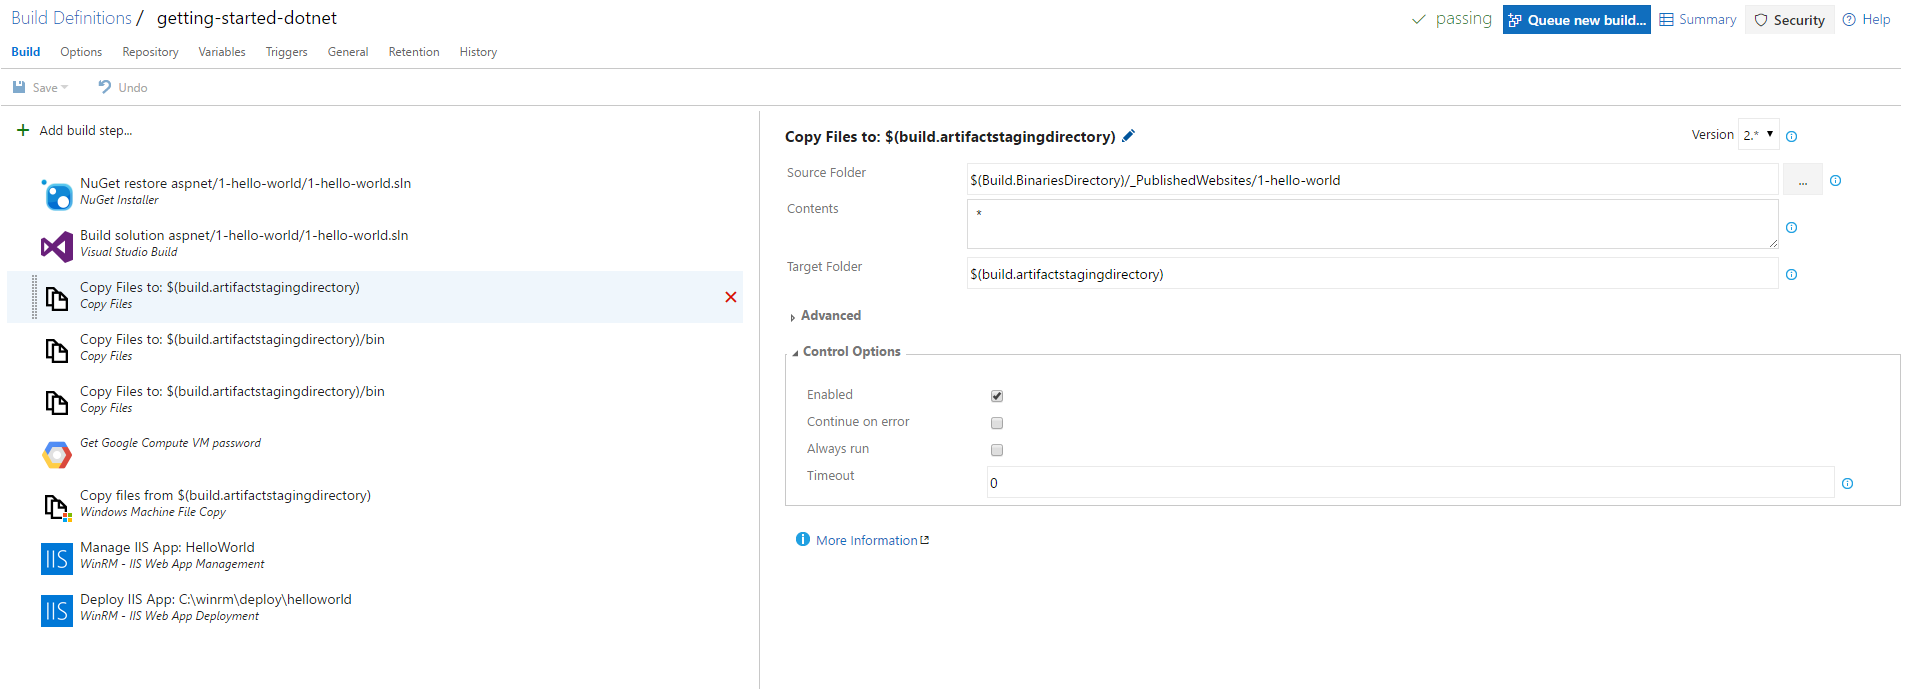 Build Definitions / getting-started-dotnet
passing
Queue new build...
Summary
Security
Help
Build Options Repository Variables Triggers General Retention History
Save Undo
Add build step...
NuGet restore aspnet/1-hello-world/1-hello-world.sln
NuGet Installer
Build solution aspnet/1-hello-world/1-hello-world.sln
Visual Studio Build
Copy Files to: $(build.artifactstagingdirectory)
Copy Files
Copy Files to: $(build.artifactstagingdirectory)/bin
Copy Files
Copy Files to: $(build.artifactstagingdirectory)/bin
Copy Files
Get Google Compute VM password
Copy files from $(build.artifactstagingdirectory)
Windows Machine File Copy
IIS
Manage IIS App: HelloWorld
WinRM - IIS Web App Management
IIS
Deploy IIS App: C:\winrm\deploy\helloworld
WinRM - IIS Web App Deployment
Copy Files to: $(build.artifactstagingdirectory)
Version 2.*
Source Folder
$(Build.BinariesDirectory)/_PublishedWebsites/1-hello-world
...
Contents
*
Target Folder
$(build.artifactstagingdirectory)
Advanced
Control Options
Enabled
Continue on error
Always run
Timeout
0
More Information